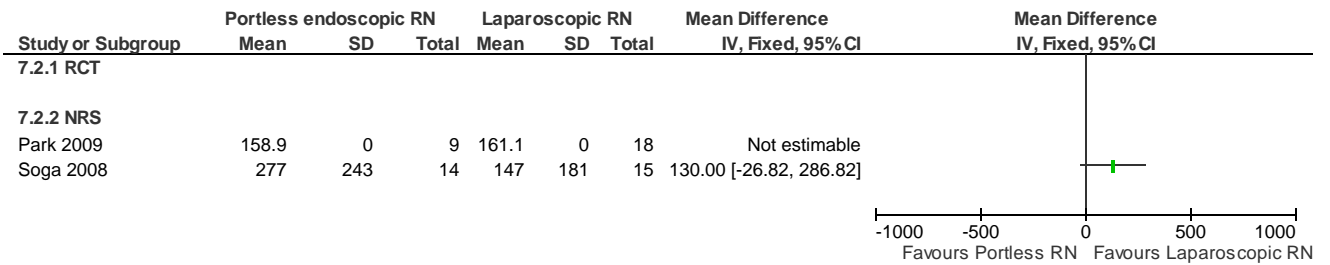 Portless endoscopic RN Laparoscopic RN Mean Difference Mean Difference
Study or Subgroup Mean SD Total Mean SD Total IV, Fixed, 95% CI IV, Fixed, 95% CI
7.2.1 RCT
7.2.2 NRS
Park 2009 158.9 0 9 161.1 0 18 Not estimable
Soga 2008 277 243 14 147 181 15 130.00 [-26.82, 286.82]
-1000 -500 0 500 1000
Favours Portless RN Favours Laparoscopic RN